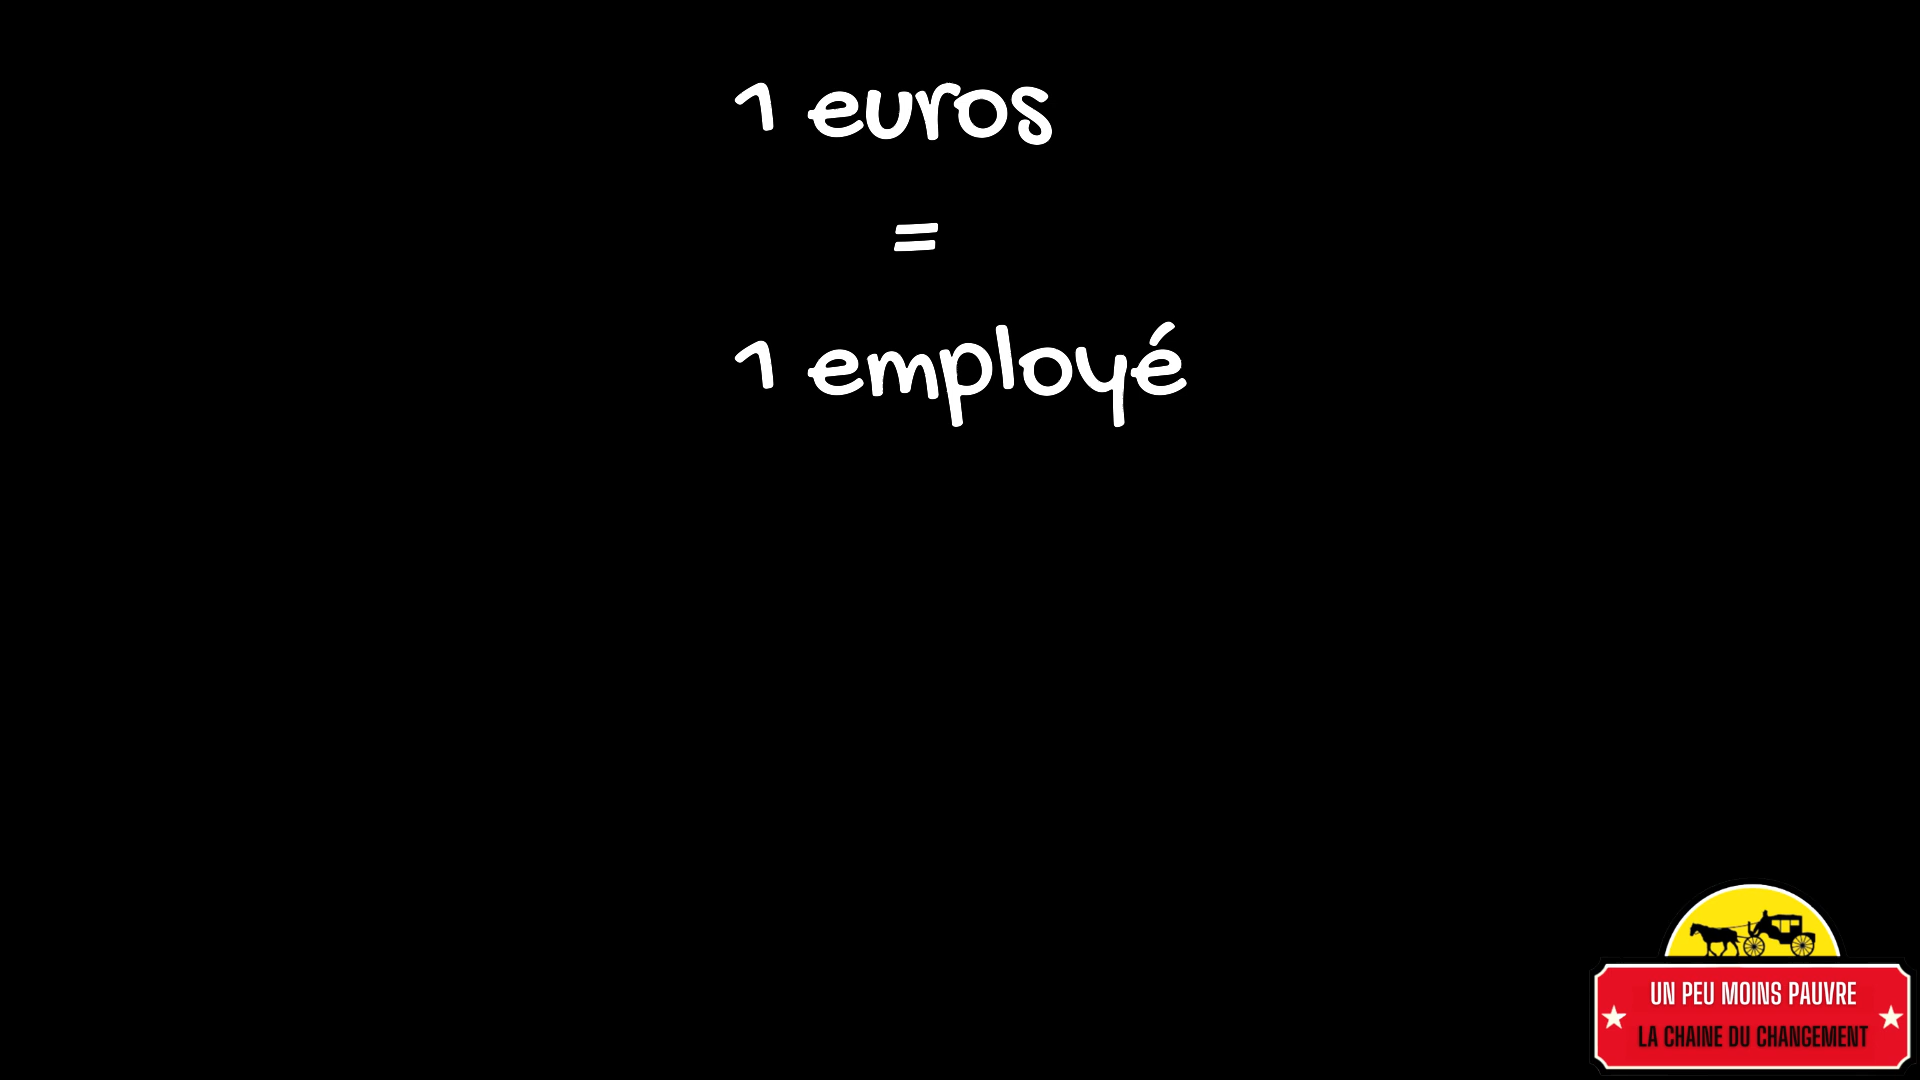 1 euros
=
1 employé
UN PEU MOINS PAUVRE
LA CHAINE DU CHANGEMENT